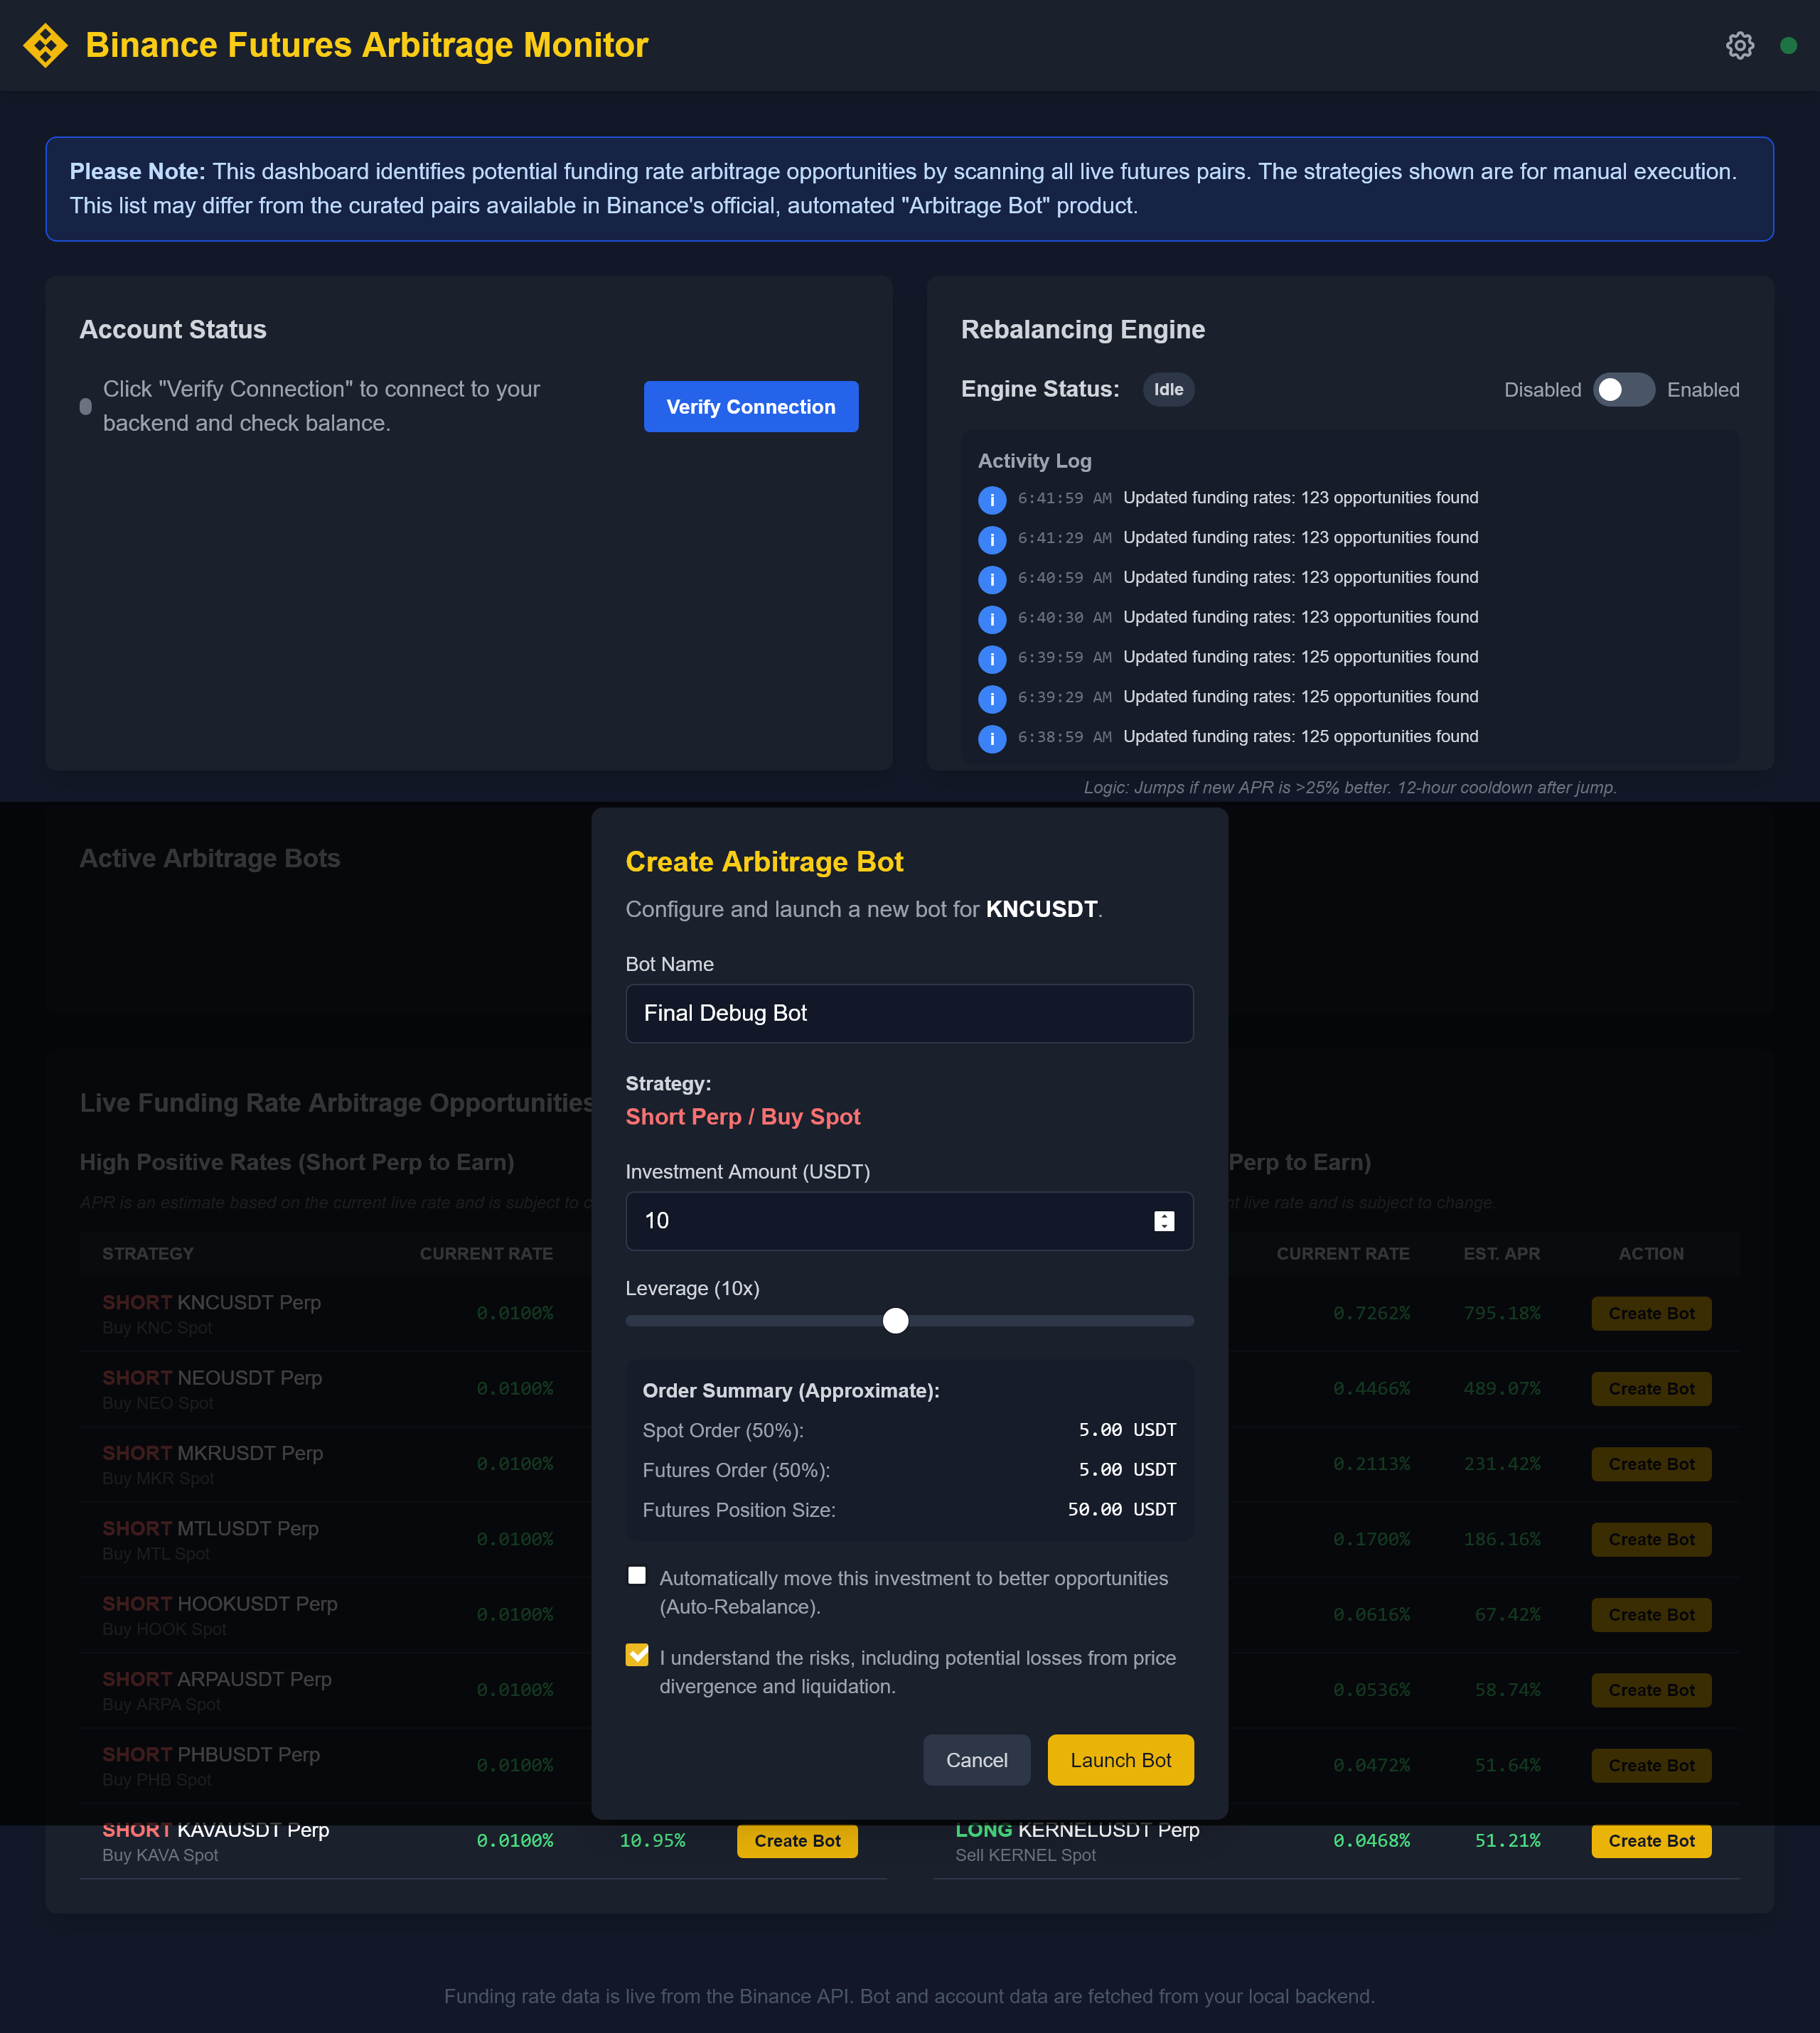 Binance Futures Arbitrage Monitor
Please Note: This dashboard identifies potential funding rate arbitrage opportunities by scanning all live futures pairs. The strategies shown are for manual execution.
This list may differ from the curated pairs available in Binance's official, automated "Arbitrage Bot" product.
Account Status
Click "Verify Connection" to connect to your
backend and check balance.
Verify Connection
Rebalancing Engine
Engine Status: Idle Disabled Enabled
Activity Log
i 6:41:59 AM Updated funding rates: 123 opportunities found
i 6:41:29 AM Updated funding rates: 123 opportunities found
i 6:40:59 AM Updated funding rates: 123 opportunities found
i 6:40:30 AM Updated funding rates: 123 opportunities found
i 6:39:59 AM Updated funding rates: 125 opportunities found
i 6:39:29 AM Updated funding rates: 125 opportunities found
i 6:38:59 AM Updated funding rates: 125 opportunities found
Logic: Jumps if new APR is >25% better. 12-hour cooldown after jump.
Active Arbitrage Bots
Create Arbitrage Bot
Configure and launch a new bot for KNCUSDT.
Bot Name
Final Debug Bot
Strategy:
Short Perp / Buy Spot
Investment Amount (USDT)
10
Leverage (10x)
Order Summary (Approximate):
Spot Order (50%): 5.00 USDT
Futures Order (50%): 5.00 USDT
Futures Position Size: 50.00 USDT
Automatically move this investment to better opportunities
(Auto-Rebalance).
I understand the risks, including potential losses from price
divergence and liquidation.
Cancel Launch Bot
Live Funding Rate Arbitrage Opportunities
High Positive Rates (Short Perp to Earn)
APR is an estimate based on the current live rate and is subject to c
STRATEGY CURRENT RATE
SHORT KNCUSDT Perp 0.0100%
Buy KNC Spot
SHORT NEOUSDT Perp 0.0100%
Buy NEO Spot
SHORT MKRUSDT Perp 0.0100%
Buy MKR Spot
SHORT MTLUSDT Perp 0.0100%
Buy MTL Spot
SHORT HOOKUSDT Perp 0.0100%
Buy HOOK Spot
SHORT ARPAUSDT Perp 0.0100%
Buy ARPA Spot
SHORT PHBUSDT Perp 0.0100%
Buy PHB Spot
SHORT KAVAUSDT Perp 0.0100% 10.95% Create Bot
Buy KAVA Spot
Perp to Earn)
nt live rate and is subject to change.
CURRENT RATE EST. APR ACTION
0.7262% 795.18% Create Bot
0.4466% 489.07% Create Bot
0.2113% 231.42% Create Bot
0.1700% 186.16% Create Bot
0.0616% 67.42% Create Bot
0.0536% 58.74% Create Bot
0.0472% 51.64% Create Bot
LONG KERNELUSDT Perp 0.0468% 51.21% Create Bot
Sell KERNEL Spot
Funding rate data is live from the Binance API. Bot and account data are fetched from your local backend.